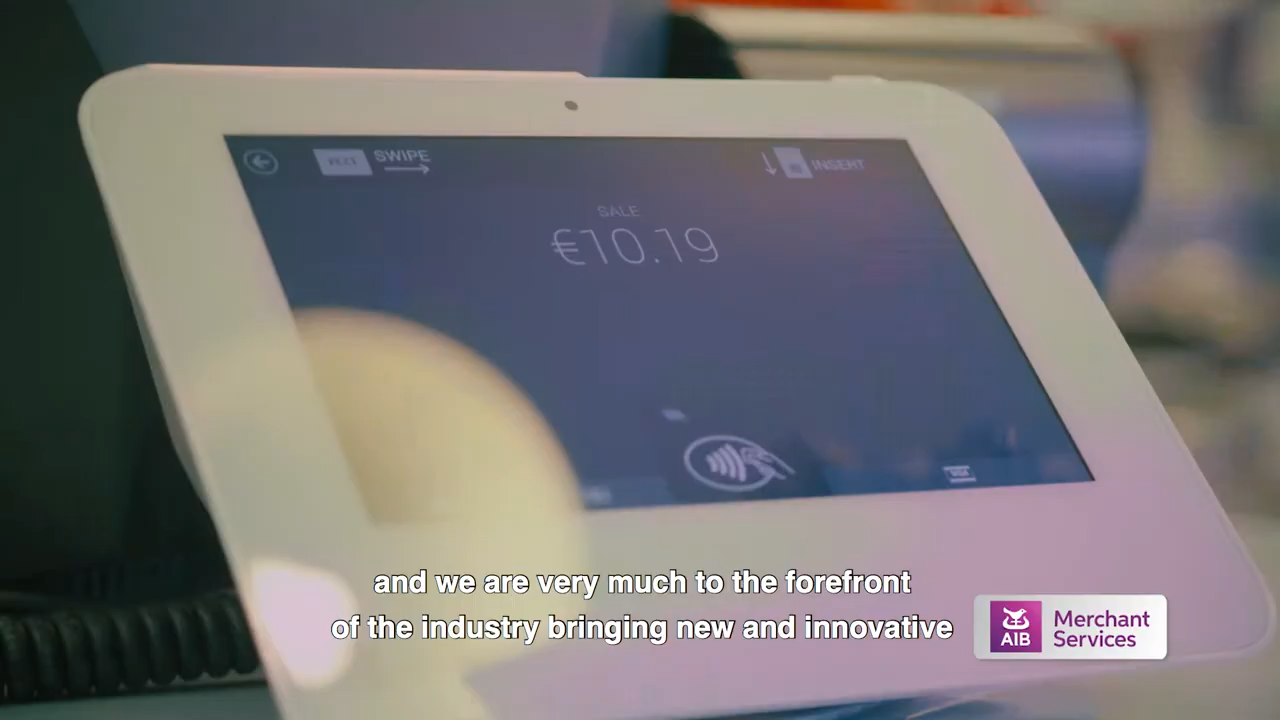 SWIPE
INSERT
SALE
€10.19
and we are very much to the forefront
of the industry bringing new and innovative
AIB
Merchant
Services